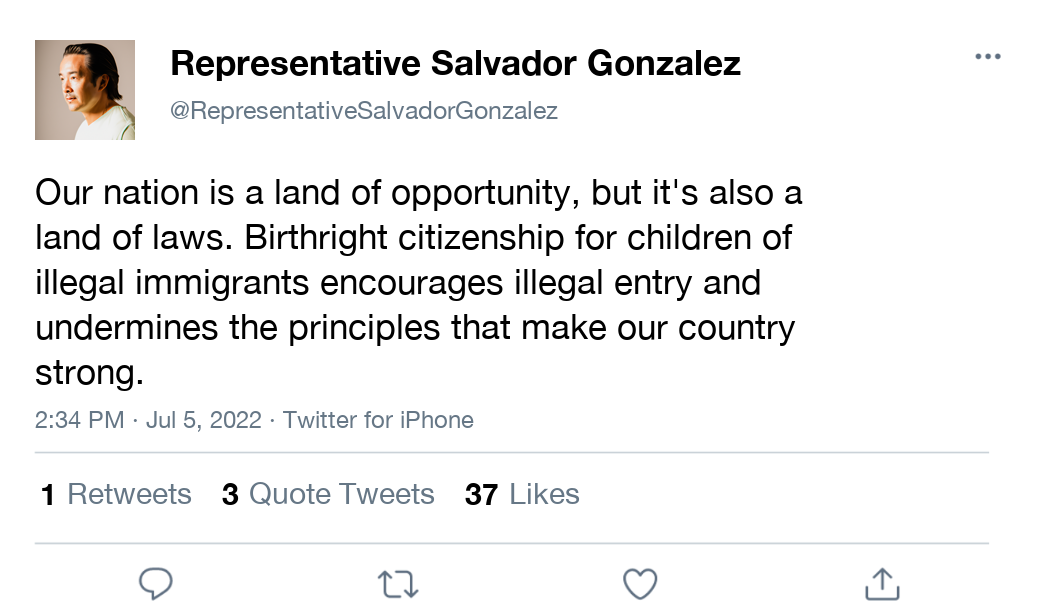 Representative Salvador Gonzalez
@RepresentativeSalvadorGonzalez
Our nation is a land of opportunity, but it's also a
land of laws. Birthright citizenship for children of
illegal immigrants encourages illegal entry and
undermines the principles that make our country
strong.
2:34 PM · Jul 5, 2022 · Twitter for iPhone
1 Retweets 3 Quote Tweets 37 Likes